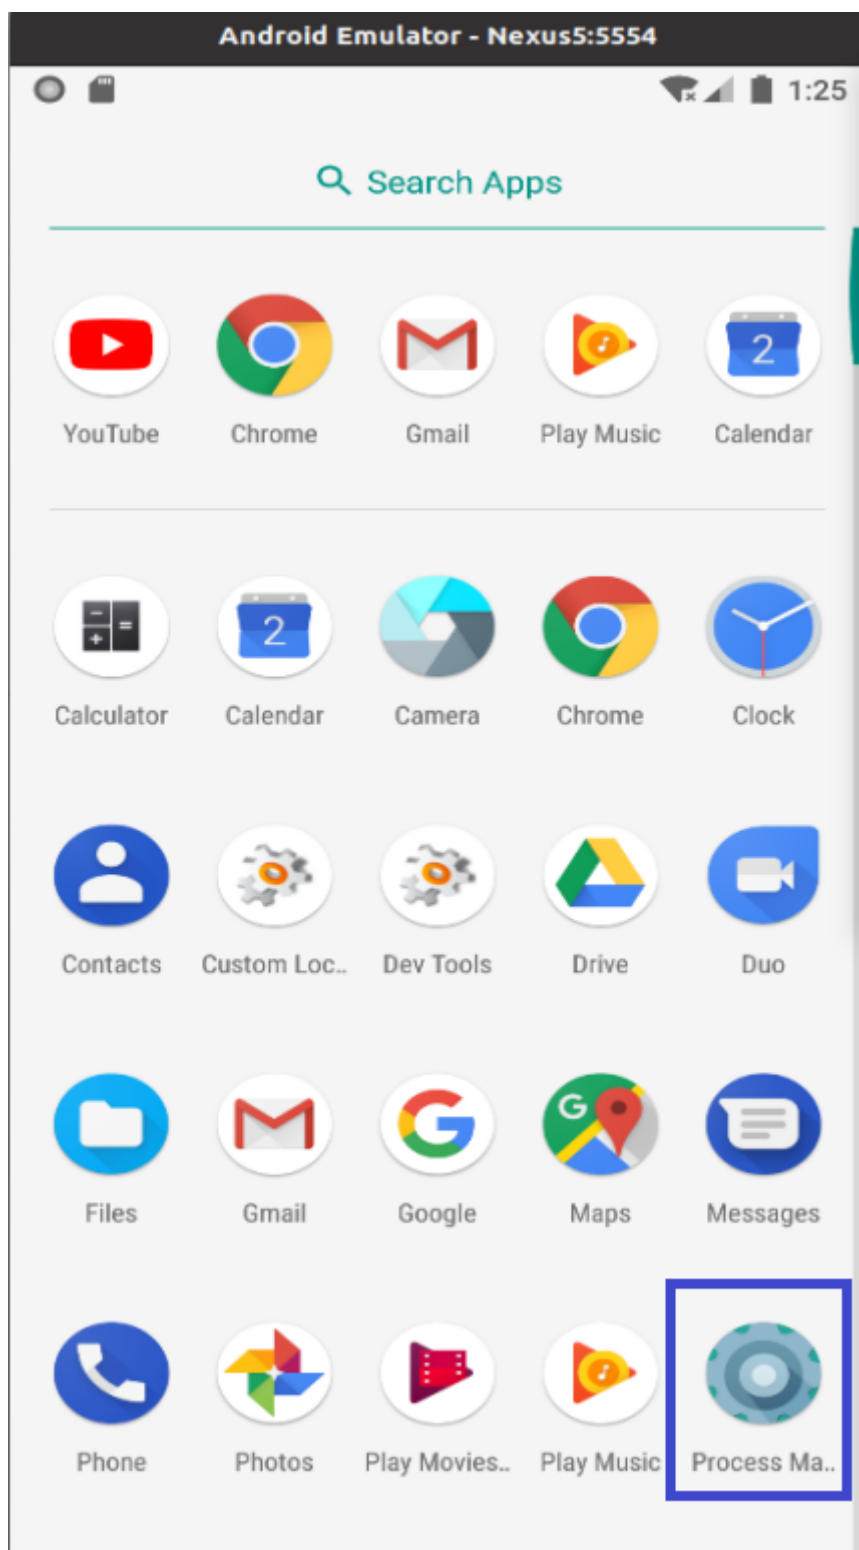 Android Emulator - Nexus5:5554
1:25
Search Apps
2
YouTube Chrome Gmail Play Music Calendar
2
Calculator Calendar Camera Chrome Clock
Contacts Custom Loc.. Dev Tools Drive Duo
G
Files Gmail Google Maps Messages
Phone Photos Play Movies.. Play Music Process Ma..